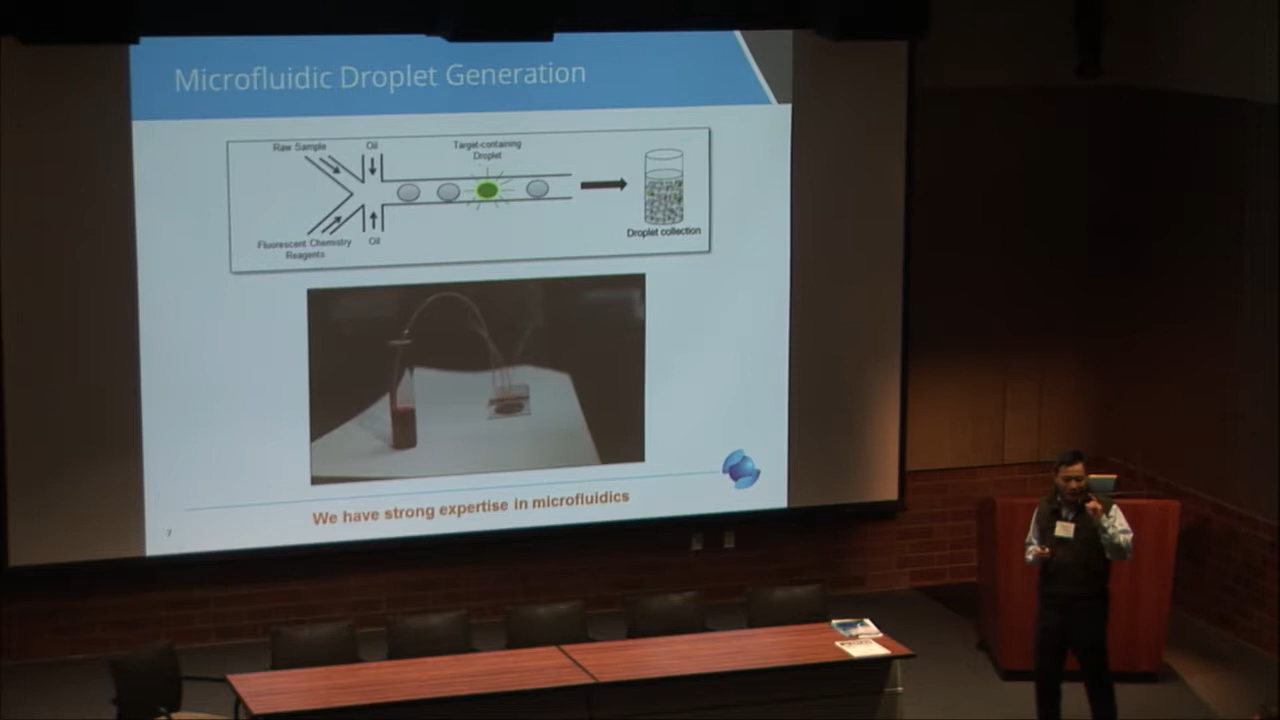 Microfluidic Droplet Generation
Raw Sample
Oil
Target-containing
Droplet
Fluorescent Chemistry
Reagents
Oil
Droplet collection
We have strong expertise in microfluidics
7